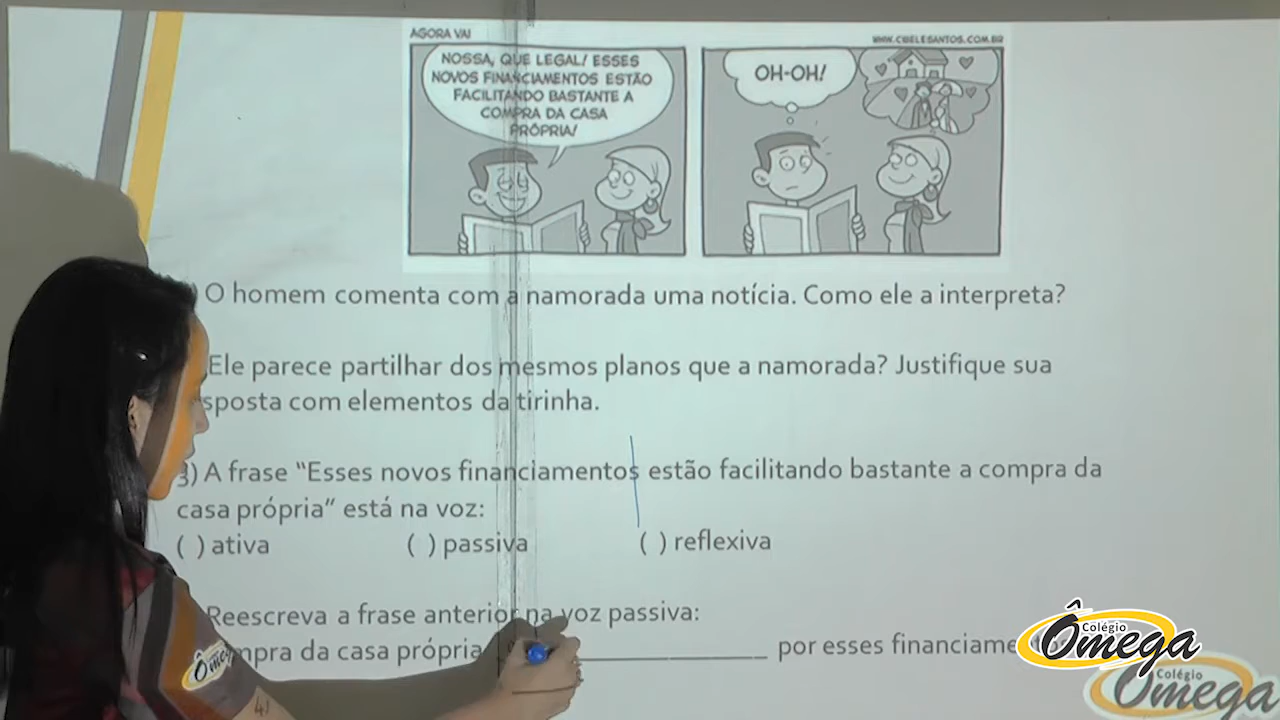 AGORA VAI
WWW.CIBELESANTOS.COM.BR
NOSSA, QUE LEGAL! ESSES
NOVOS FINANCIAMENTOS ESTÃO
FACILITANDO BASTANTE A
COMPRA DA CASA
PRÓPRIA!
OH-OH!
) O homem comenta com a namorada uma notícia. Como ele a interpreta?
Ele parece partilhar dos mesmos planos que a namorada? Justifique sua
sposta com elementos da tirinha.
3) A frase “Esses novos financiamentos estão facilitando bastante a compra da
casa própria” está na voz:
( ) ativa ( ) passiva ( ) reflexiva
Reescreva a frase anterior na voz passiva:
mpra da casa própria ______________ por esses financiame
Colégio
Ômega
Colégio
Ômega